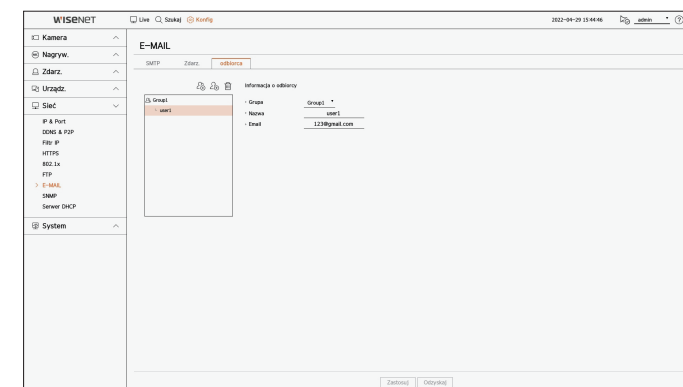 WISENET
Live Szukaj Konfig
2022-04-29 15:44:46 admin ?
Kamera
Nagryw.
Zdarz.
Urządz.
Sieć
IP & Port
DDNS & P2P
Filtr IP
HTTPS
802.1x
FTP
> E-MAIL
SNMP
Serwer DHCP
System
E-MAIL
SMTP Zdarz. odbiorca
Group1
user1
Informacja o odbiorcy
Grupa Group1
Nazwa user1
Email 123@gmail.com
Zastosuj Odzyskaj